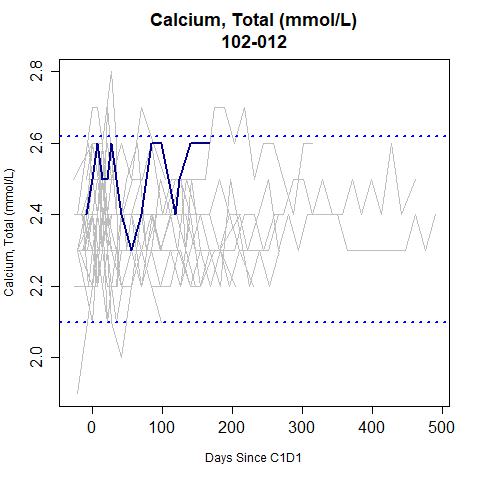 Calcium, Total (mmol/L)
102-012
Calcium, Total (mmol/L)
2.8
2.6
2.4
2.2
2.0
0 100 200 300 400 500
Days Since C1D1